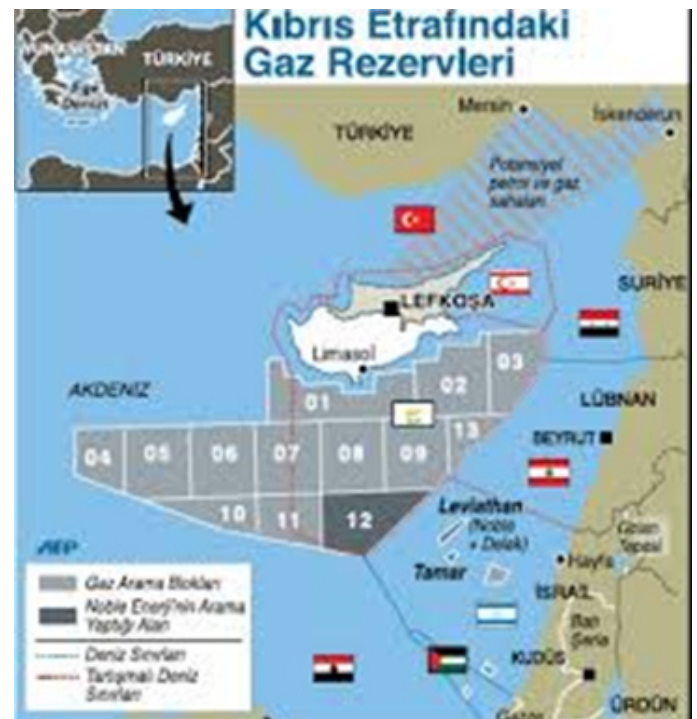 Kıbrıs Etrafındaki
Gaz Rezervleri
YUNANİSTAN
TÜRKİYE
Ege
Denizi
Mersin
İskenderun
TÜRKİYE
Potansiyel
petrol ve gaz
sahaları
SURİYE
LEFKOŞA
Limasol
AKDENİZ
03
02
01
LÜBNAN
13
BEYRUT
04
05
06
07
08
09
10
11
12
Leviathan
(Noble
+ Delek)
Golan
Tepesi
AFP
Tamar
Hayfa
İSRAİL
Gaz Arama Blokları
Noble Enerji'nin Arama
Yaptığı Alan
Deniz Sınırları
Tartışmalı Deniz
Sınırları
Batı
Şeria
KUDÜS
ÜRDÜN